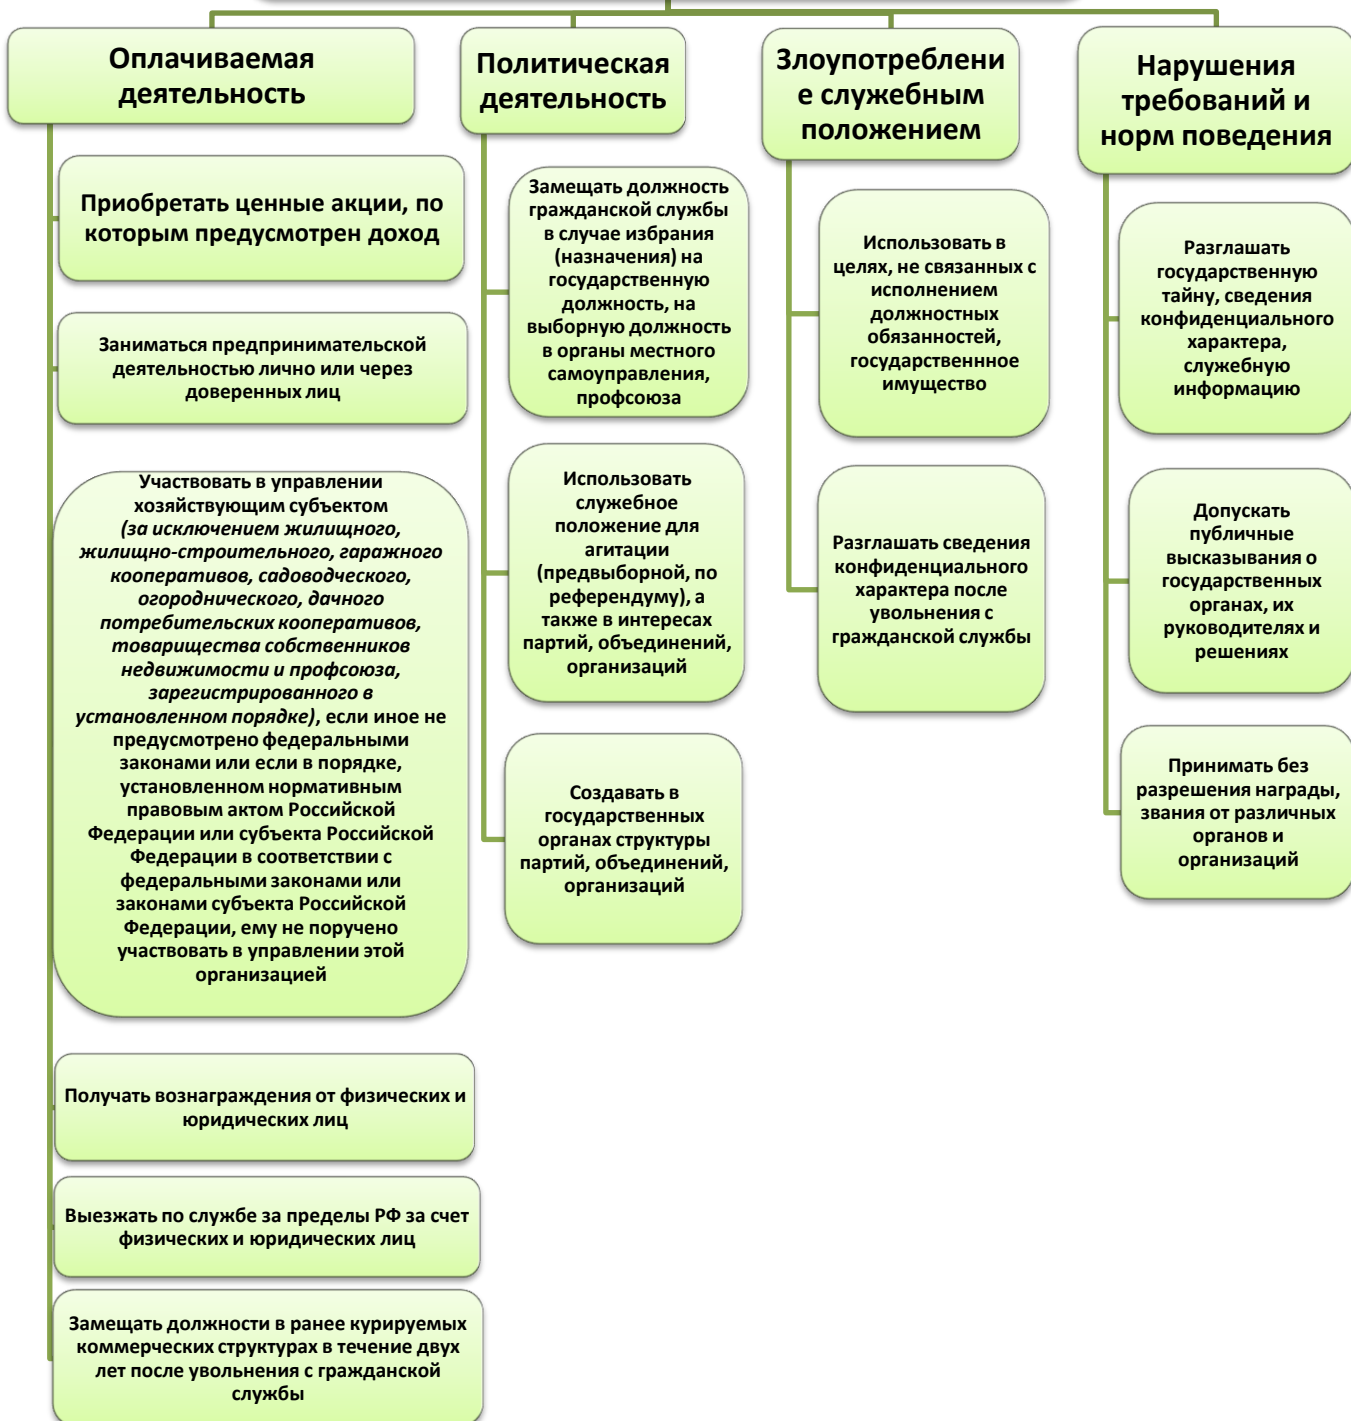 Оплачиваемая
деятельность
Приобретать ценные акции, по
которым предусмотрен доход
Заниматься предпринимательской
деятельностью лично или через
доверенных лиц
Участвовать в управлении
хозяйствующим субъектом
(за исключением жилищного,
жилищно-строительного, гаражного
кооперативов, садоводческого,
огороднического, дачного
потребительских кооперативов,
товарищества собственников
недвижимости и профсоюза,
зарегистрированного в
установленном порядке), если иное не
предусмотрено федеральными
законами или если в порядке,
установленном нормативным
правовым актом Российской
Федерации или субъекта Российской
Федерации в соответствии с
федеральными законами или
законами субъекта Российской
Федерации, ему не поручено
участвовать в управлении этой
организацией
Получать вознаграждения от физических и
юридических лиц
Выезжать по службе за пределы РФ за счет
физических и юридических лиц
Замещать должности в ранее курируемых
коммерческих структурах в течение двух
лет после увольнения с гражданской
службы
Политическая
деятельность
Замещать должность
гражданской службы
в случае избрания
(назначения) на
государственную
должность, на
выборную должность
в органы местного
самоуправления,
профсоюза
Использовать
служебное
положение для
агитации
(предвыборной, по
референдуму), а
также в интересах
партий, объединений,
организаций
Создавать в
государственных
органах структуры
партий, объединений,
организаций
Злоупотреблени
е служебным
положением
Использовать в
целях, не связанных с
исполнением
должностных
обязанностей,
государственнное
имущество
Разглашать сведения
конфиденциального
характера после
увольнения с
гражданской службы
Нарушения
требований и
норм поведения
Разглашать
государственную
тайну, сведения
конфиденциального
характера,
служебную
информацию
Допускать
публичные
высказывания о
государственных
органах, их
руководителях и
решениях
Принимать без
разрешения награды,
звания от различных
органов и
организаций